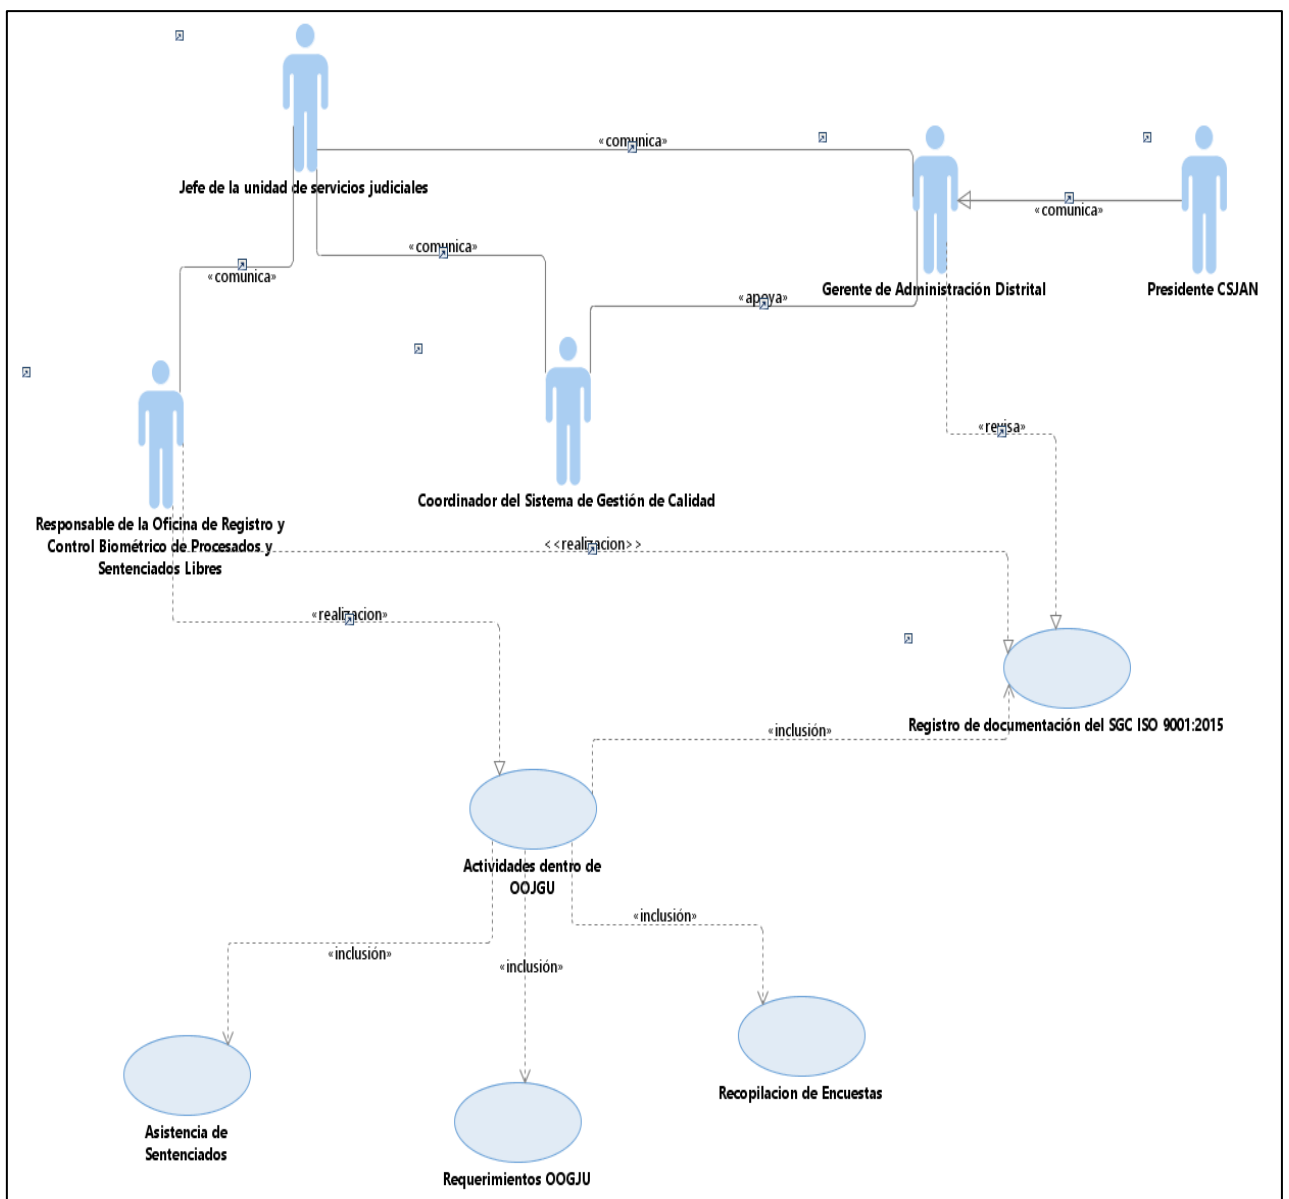 «comunica»
Jefe de la unidad de servicios judiciales
«comunica»
«comunica»
«comunica»
Gerente de Administración Distrital
Presidente CSJAN
«apoya»
«revisa»
Coordinador del Sistema de Gestión de Calidad
Responsable de la Oficina de Registro y
Control Biométrico de Procesados y
Sentenciados Libres
<<realizacion>>
«realizacion»
Registro de documentación del SGC ISO 9001:2015
«inclusión»
Actividades dentro de
OOJGU
«inclusión»
«inclusión»
«inclusión»
Recopilacion de Encuestas
Asistencia de
Sentenciados
Requerimientos OOGJU